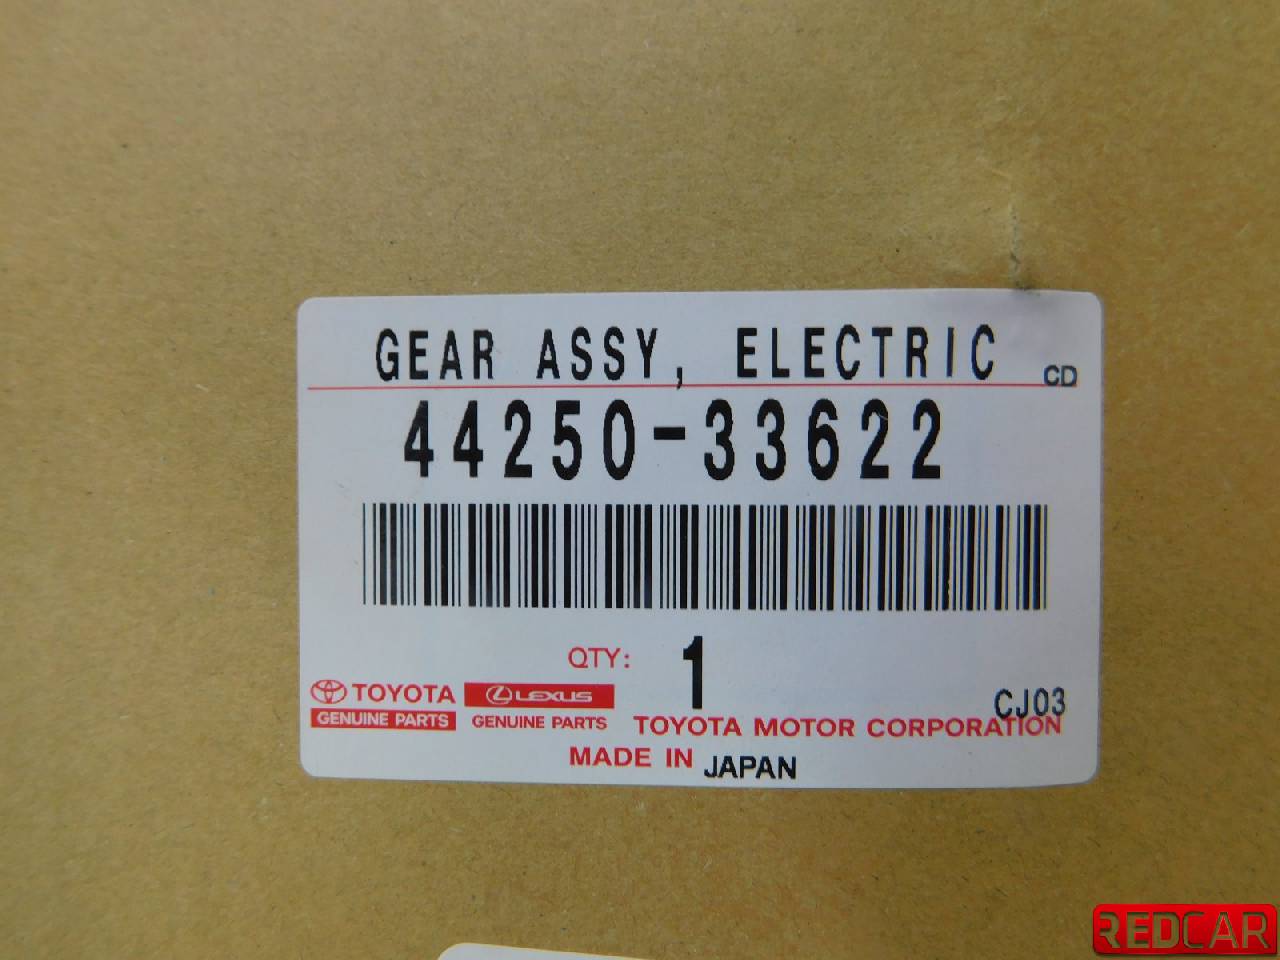 GEAR ASSY, ELECTRIC
CD
44250-33622
QTY: 1
TOYOTA
GENUINE PARTS
LEXUS
GENUINE PARTS
CJ03
TOYOTA MOTOR CORPORATION
MADE IN JAPAN
REDCAR